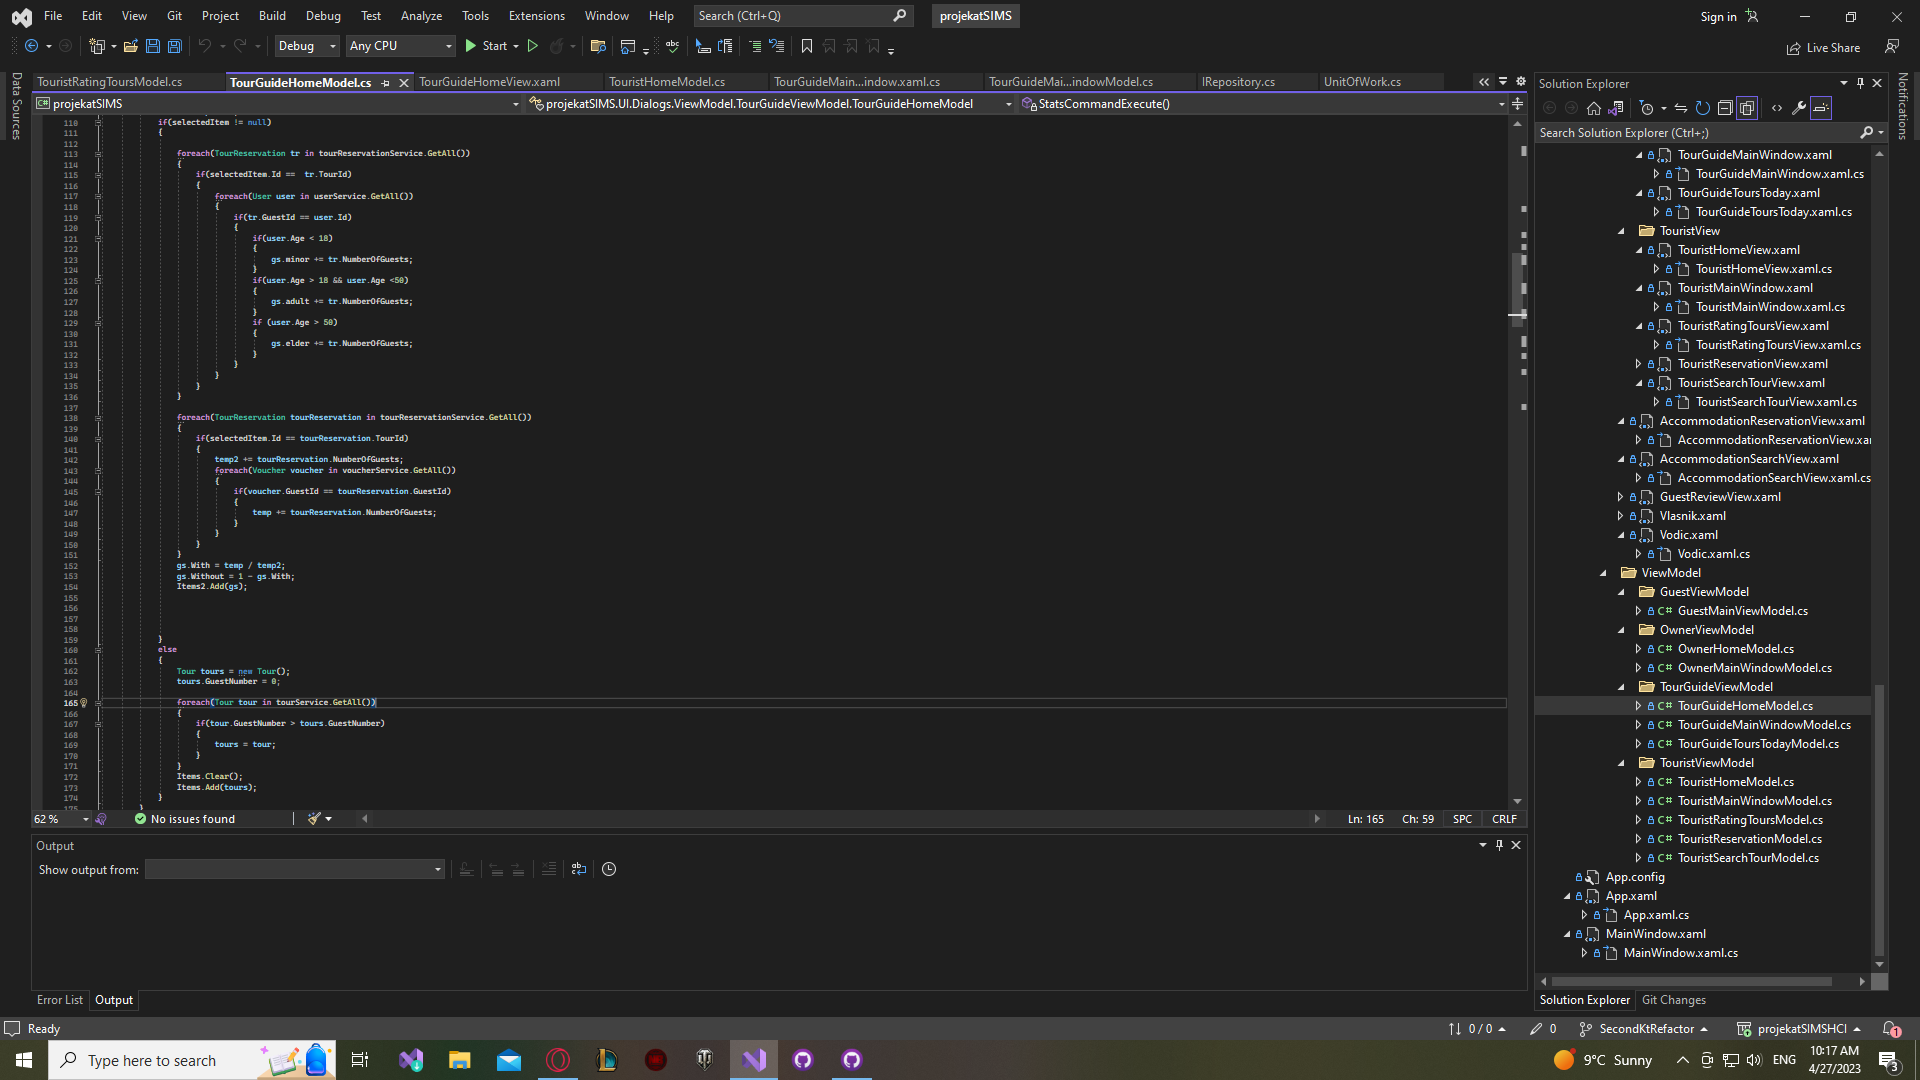 File Edit View Git Project Build Debug Test Analyze Tools Extensions Window Help Search (Ctrl+Q) projekatSIMS Sign in
Debug Any CPU Start Live Share
Data Sources
TouristRatingToursModel.cs TourGuideHomeModel.cs TourGuideHomeView.xaml TouristHomeModel.cs TourGuideMain...indow.xaml.cs TourGuideMai...indowModel.cs IRepository.cs UnitOfWork.cs
projekatSIMS projekatSIMS.UI.Dialogs.ViewModel.TourGuideViewModel.TourGuideHomeModel StatsCommandExecute()
110 if(selectedItem != null)
111 {
112
113 foreach(TourReservation tr in tourReservationService.GetAll())
114 {
115 if(selectedItem.Id == tr.TourId)
116 {
117 foreach(User user in userService.GetAll())
118 {
119 if(tr.GuestId == user.Id)
120 {
121 if(user.Age < 18)
122 {
123 gs.minor += tr.NumberOfGuests;
124 }
125 if(user.Age > 18 && user.Age <50)
126 {
127 gs.adult += tr.NumberOfGuests;
128 }
129 if (user.Age > 50)
130 {
131 gs.elder += tr.NumberOfGuests;
132 }
133 }
134 }
135 }
136 }
137
138 foreach(TourReservation tourReservation in tourReservationService.GetAll())
139 {
140 if(selectedItem.Id == tourReservation.TourId)
141 {
142 temp2 += tourReservation.NumberOfGuests;
143 foreach(Voucher voucher in voucherService.GetAll())
144 {
145 if(voucher.GuestId == tourReservation.GuestId)
146 {
147 temp += tourReservation.NumberOfGuests;
148 }
149 }
150 }
151 }
152 gs.With = temp / temp2;
153 gs.Without = 1 - gs.With;
154 Items2.Add(gs);
155
156
157
158
159 }
160 else
161 {
162 Tour tours = new Tour();
163 tours.GuestNumber = 0;
164
165 foreach(Tour tour in tourService.GetAll())
166 {
167 if(tour.GuestNumber > tours.GuestNumber)
168 {
169 tours = tour;
170 }
171 }
172 Items.Clear();
173 Items.Add(tours);
174 }
175 }
62 % No issues found Ln: 165 Ch: 59 SPC CRLF
Output
Show output from:
Error List Output
Solution Explorer
Search Solution Explorer (Ctrl+;)
TourGuideMainWindow.xaml
TourGuideMainWindow.xaml.cs
TourGuideToursToday.xaml
TourGuideToursToday.xaml.cs
TouristView
TouristHomeView.xaml
TouristHomeView.xaml.cs
TouristMainWindow.xaml
TouristMainWindow.xaml.cs
TouristRatingToursView.xaml
TouristRatingToursView.xaml.cs
TouristReservationView.xaml
TouristSearchTourView.xaml
TouristSearchTourView.xaml.cs
AccommodationReservationView.xaml
AccommodationReservationView.xa
AccommodationSearchView.xaml
AccommodationSearchView.xaml.cs
GuestReviewView.xaml
Vlasnik.xaml
Vodic.xaml
Vodic.xaml.cs
ViewModel
GuestViewModel
GuestMainViewModel.cs
OwnerViewModel
OwnerHomeModel.cs
OwnerMainWindowModel.cs
TourGuideViewModel
TourGuideHomeModel.cs
TourGuideMainWindowModel.cs
TourGuideToursTodayModel.cs
TouristViewModel
TouristHomeModel.cs
TouristMainWindowModel.cs
TouristRatingToursModel.cs
TouristReservationModel.cs
TouristSearchTourModel.cs
App.config
App.xaml
App.xaml.cs
MainWindow.xaml
MainWindow.xaml.cs
Solution Explorer Git Changes
Notifications
Ready 0 / 0 0 SecondKtRefactor projekatSIMSHCI 1
Type here to search 9°C Sunny ENG 10:17 AM
4/27/2023 3